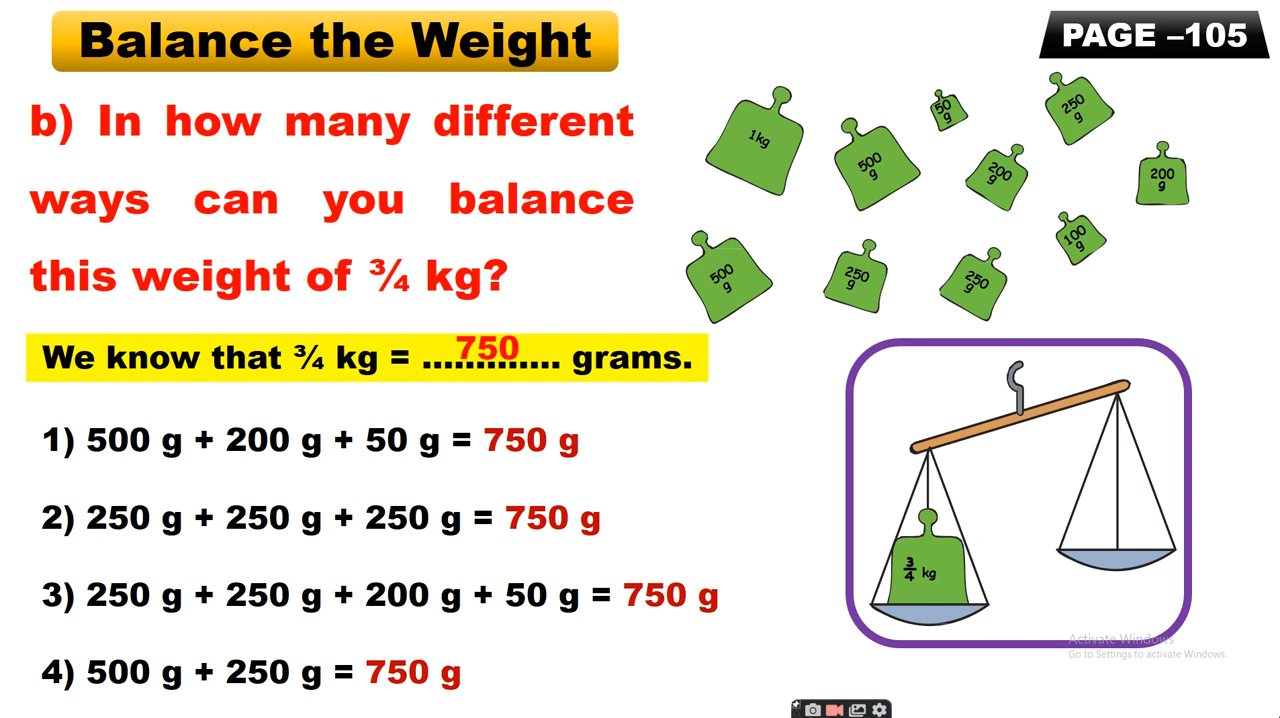 Balance the Weight
PAGE –105
b) In how many different
ways can you balance
this weight of ¾ kg?
1kg
500
g
50
g
250
g
200
g
200
g
100
g
500
g
250
g
250
g
We know that ¾ kg = ....750.... grams.
1) 500 g + 200 g + 50 g = 750 g
2) 250 g + 250 g + 250 g = 750 g
3) 250 g + 250 g + 200 g + 50 g = 750 g
4) 500 g + 250 g = 750 g
3/4 kg
Activate Windows
Go to Settings to activate Windows.